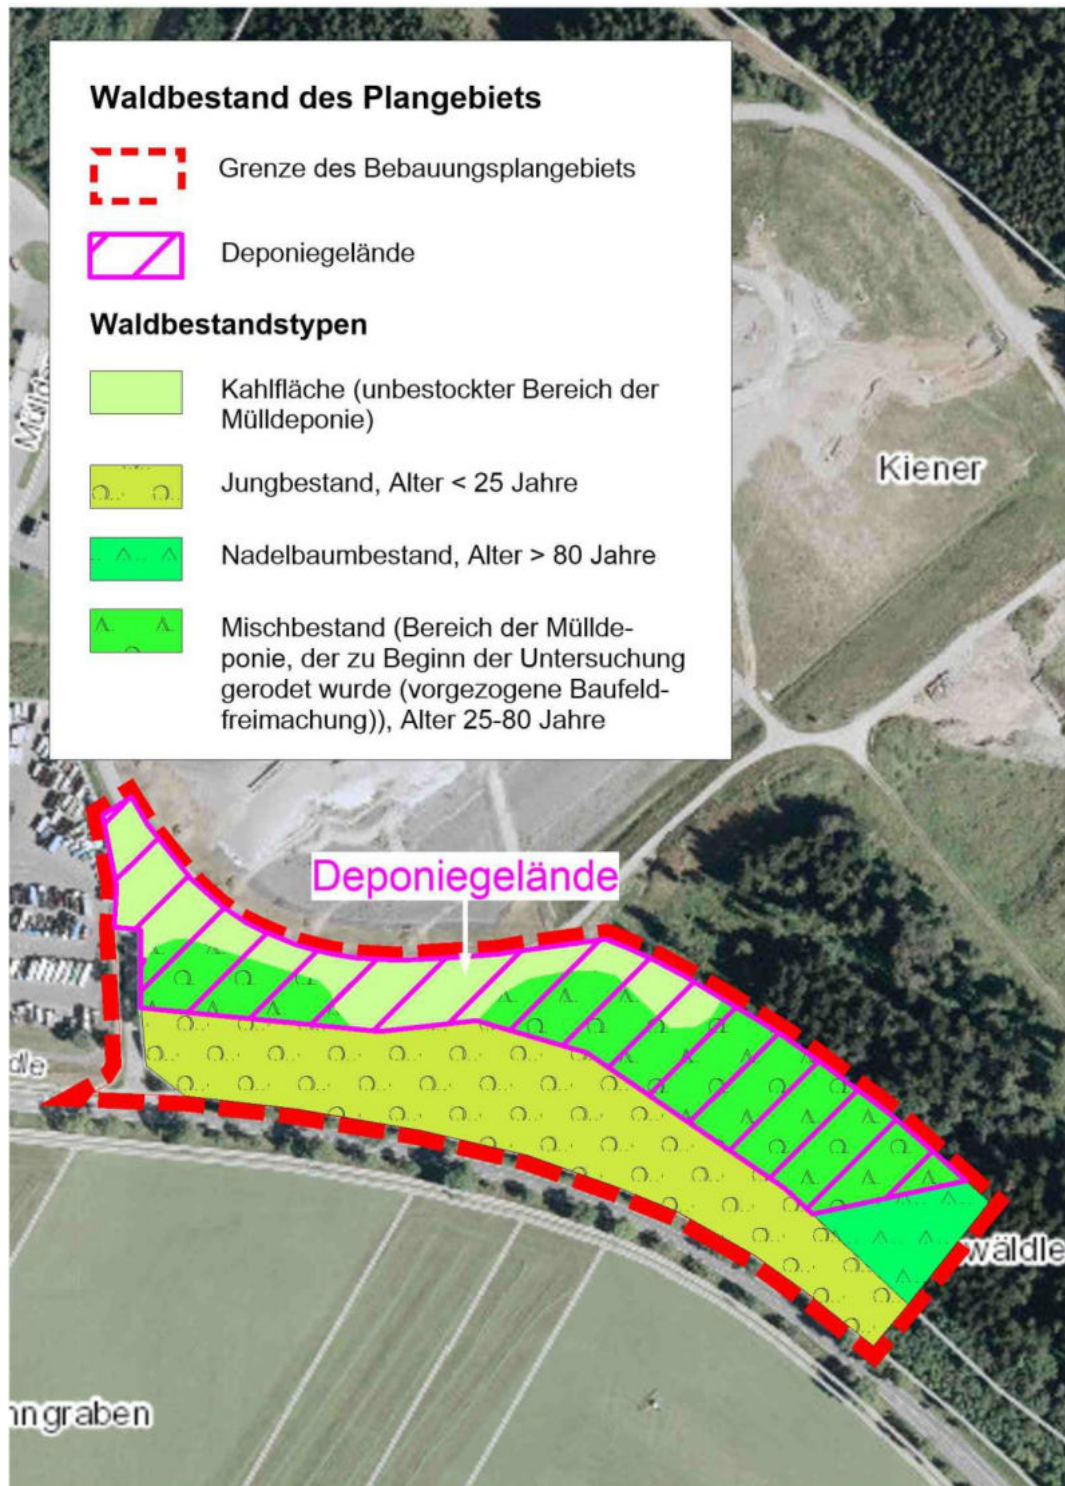 Waldbestand des Plangebiets
Grenze des Bebauungsplangebiets
Deponiegelände
Waldbestandstypen
Kahlfläche (unbestockter Bereich der
Mülldeponie)
Jungbestand, Alter < 25 Jahre
Nadelbaumbestand, Alter > 80 Jahre
Mischbestand (Bereich der Müllde-
ponie, der zu Beginn der Untersuchung
gerodet wurde (vorgezogene Baufeld-
freimachung)), Alter 25-80 Jahre
Kiener
Deponiegelände
dle
wäldle
ngraben